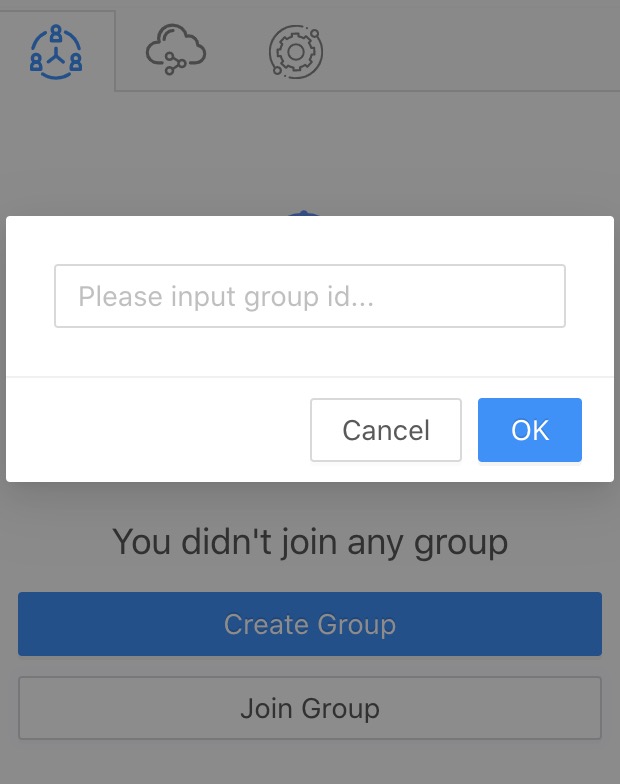 Please input group id...
Cancel
OK
You didn't join any group
Create Group
Join Group